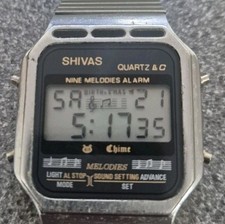 SHIVAS
QUARTZ & C
NINE MELODIES ALARM
SA 21
5:17 35
Chime
MELODIES
LIGHT AL STOP SOUND SETTING ADVANCE
MODE SET